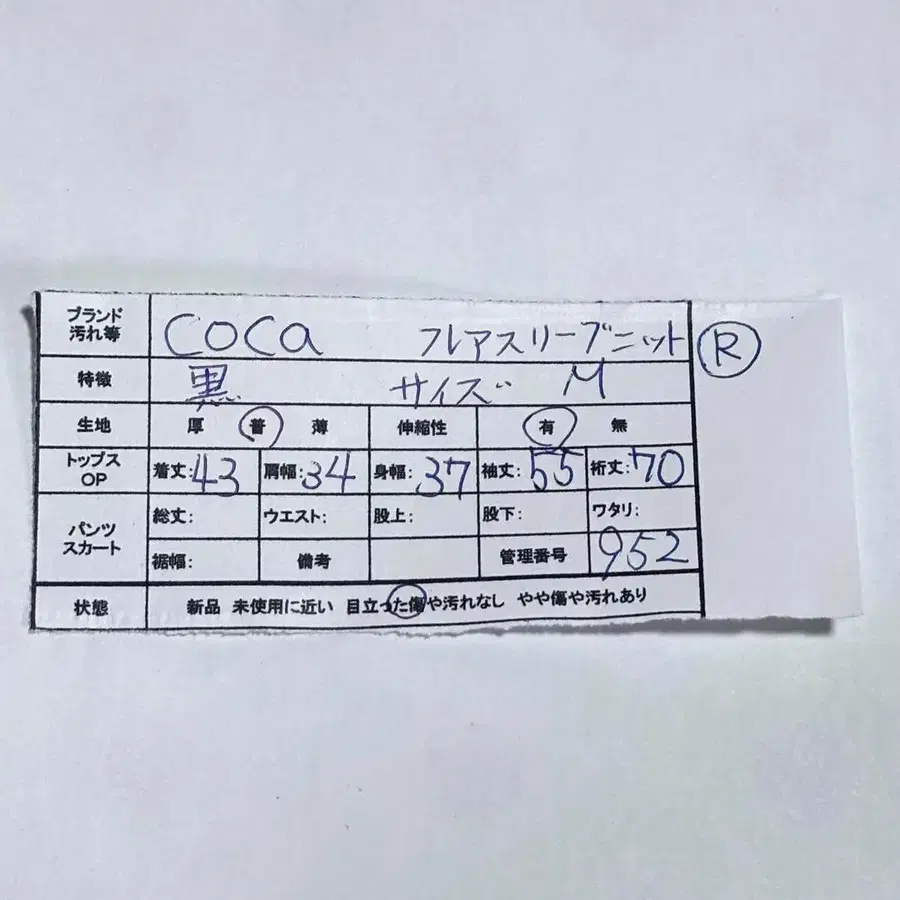 ブランド汚れ等 coca フレアスリーブニット R
特徴 黒 サイズ M
生地 厚 普 薄 伸縮性 有 無
トップスOP 着丈:43 肩幅:34 身幅:37 袖丈:55 裄丈:70
パンツスカート 総丈: ウエスト: 股上: 股下: ワタリ:
裾幅: 備考 管理番号 952
状態 新品 未使用に近い 目立った傷や汚れなし やや傷や汚れあり